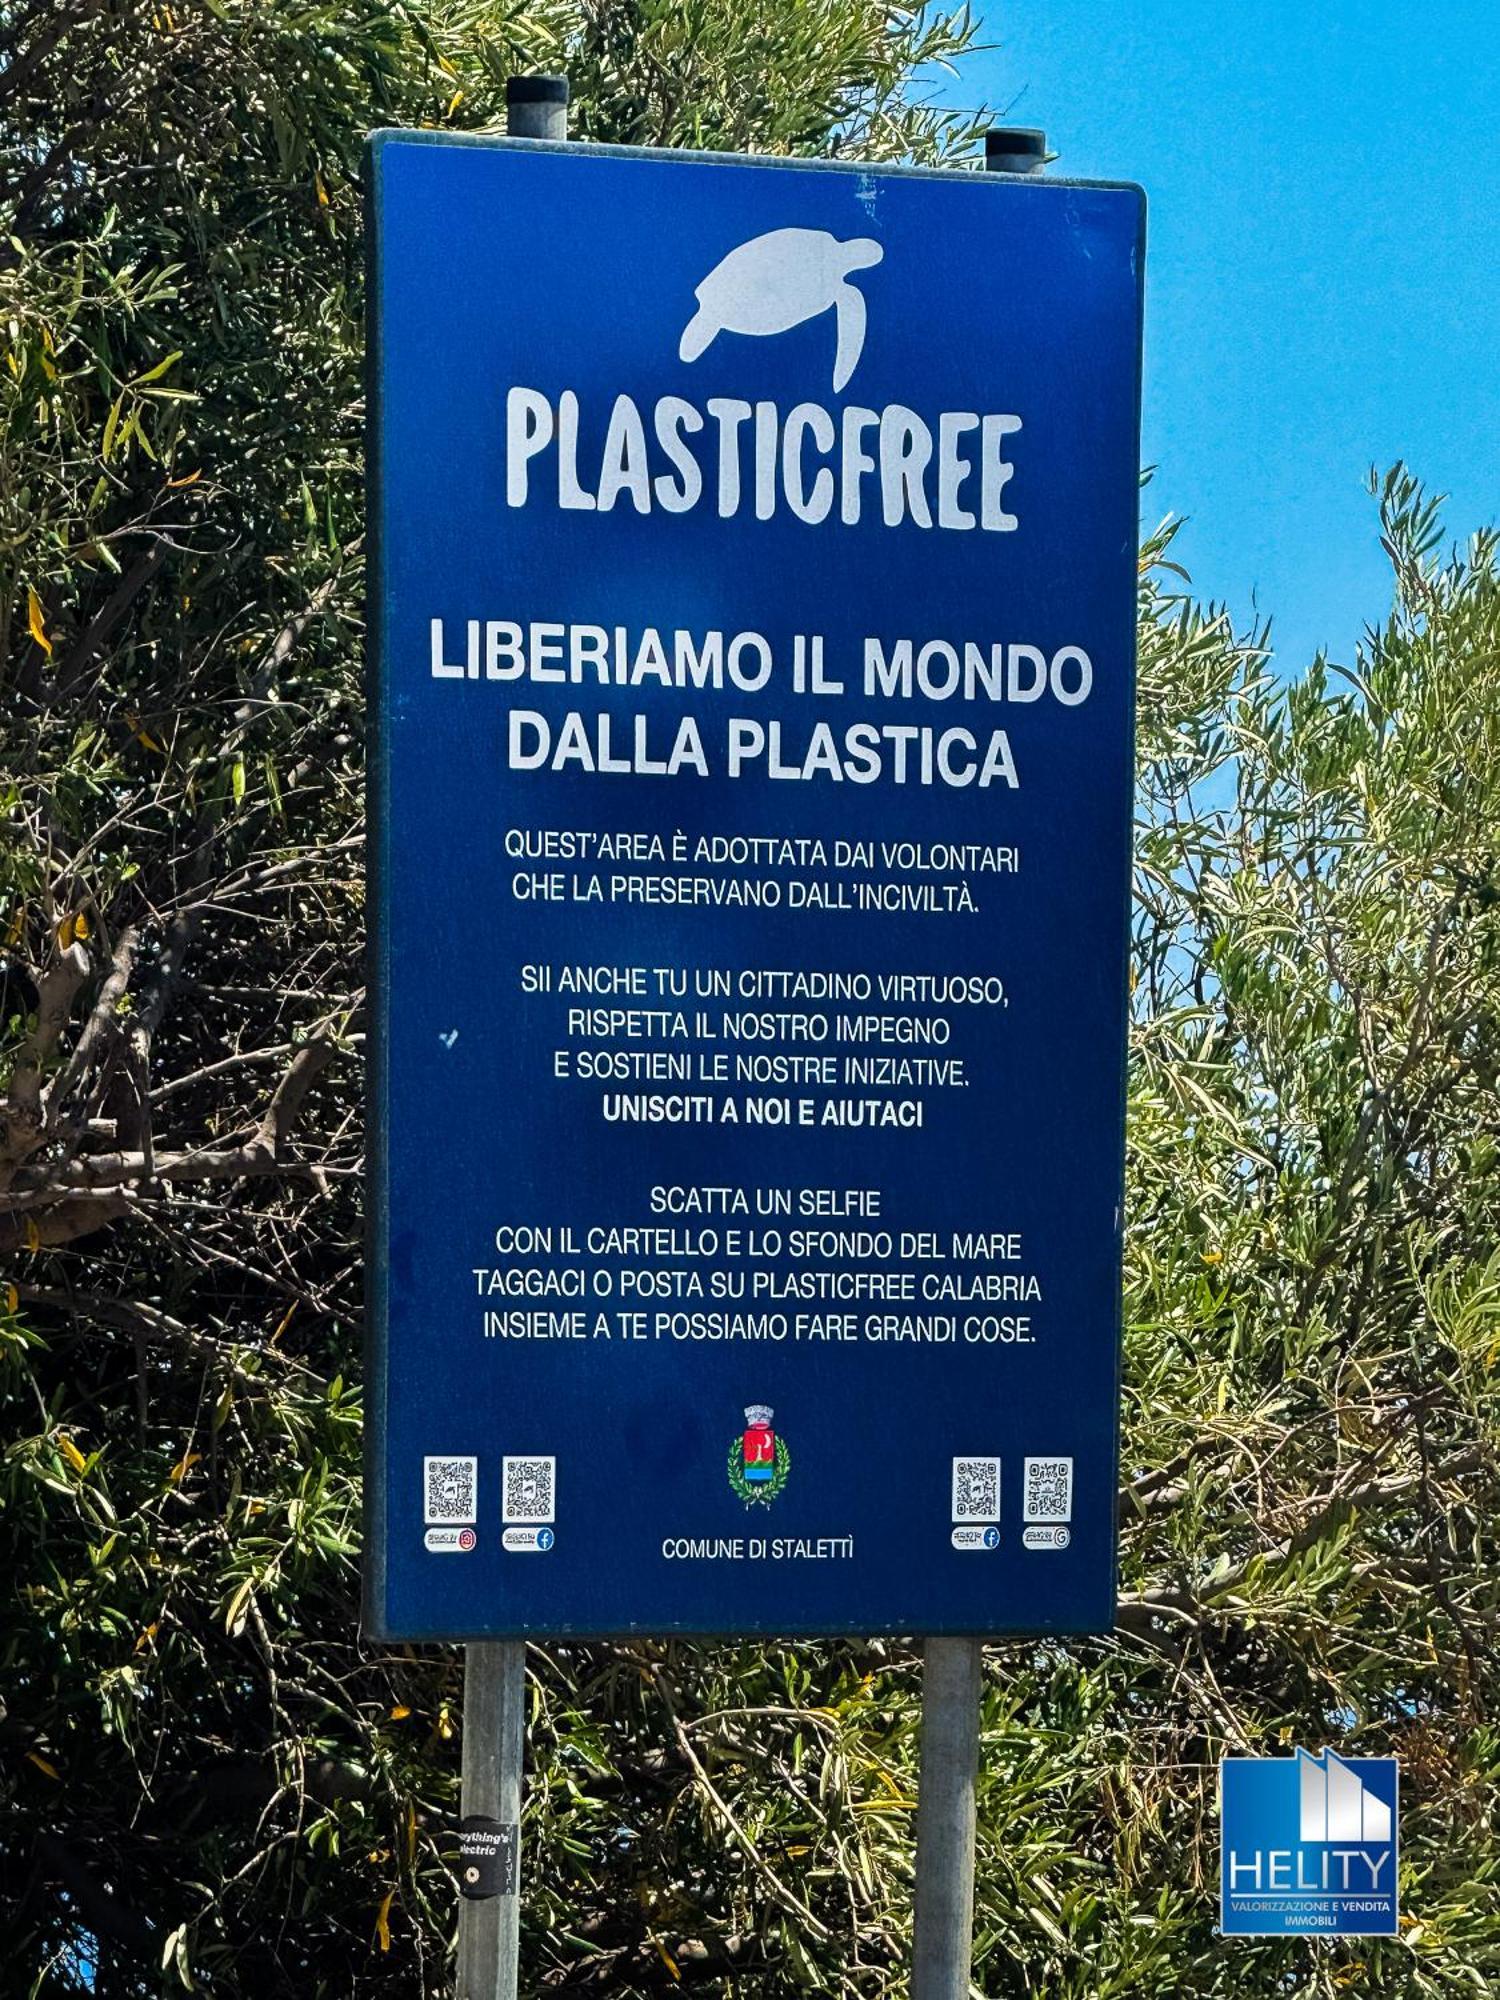 PLASTICFREE
LIBERIAMO IL MONDO
DALLA PLASTICA
QUEST'AREA È ADOTTATA DAI VOLONTARI
CHE LA PRESERVANO DALL'INCIVILTÀ.
SII ANCHE TU UN CITTADINO VIRTUOSO,
RISPETTA IL NOSTRO IMPEGNO
E SOSTIENI LE NOSTRE INIZIATIVE.
UNISCITI A NOI E AIUTACI
SCATTA UN SELFIE
CON IL CARTELLO E LO SFONDO DEL MARE
TAGGACI O POSTA SU PLASTICFREE CALABRIA
INSIEME A TE POSSIAMO FARE GRANDI COSE.
COMUNE DI STALETTÌ
HELITY
VALORIZZAZIONE E VENDITA
IMMOBILI